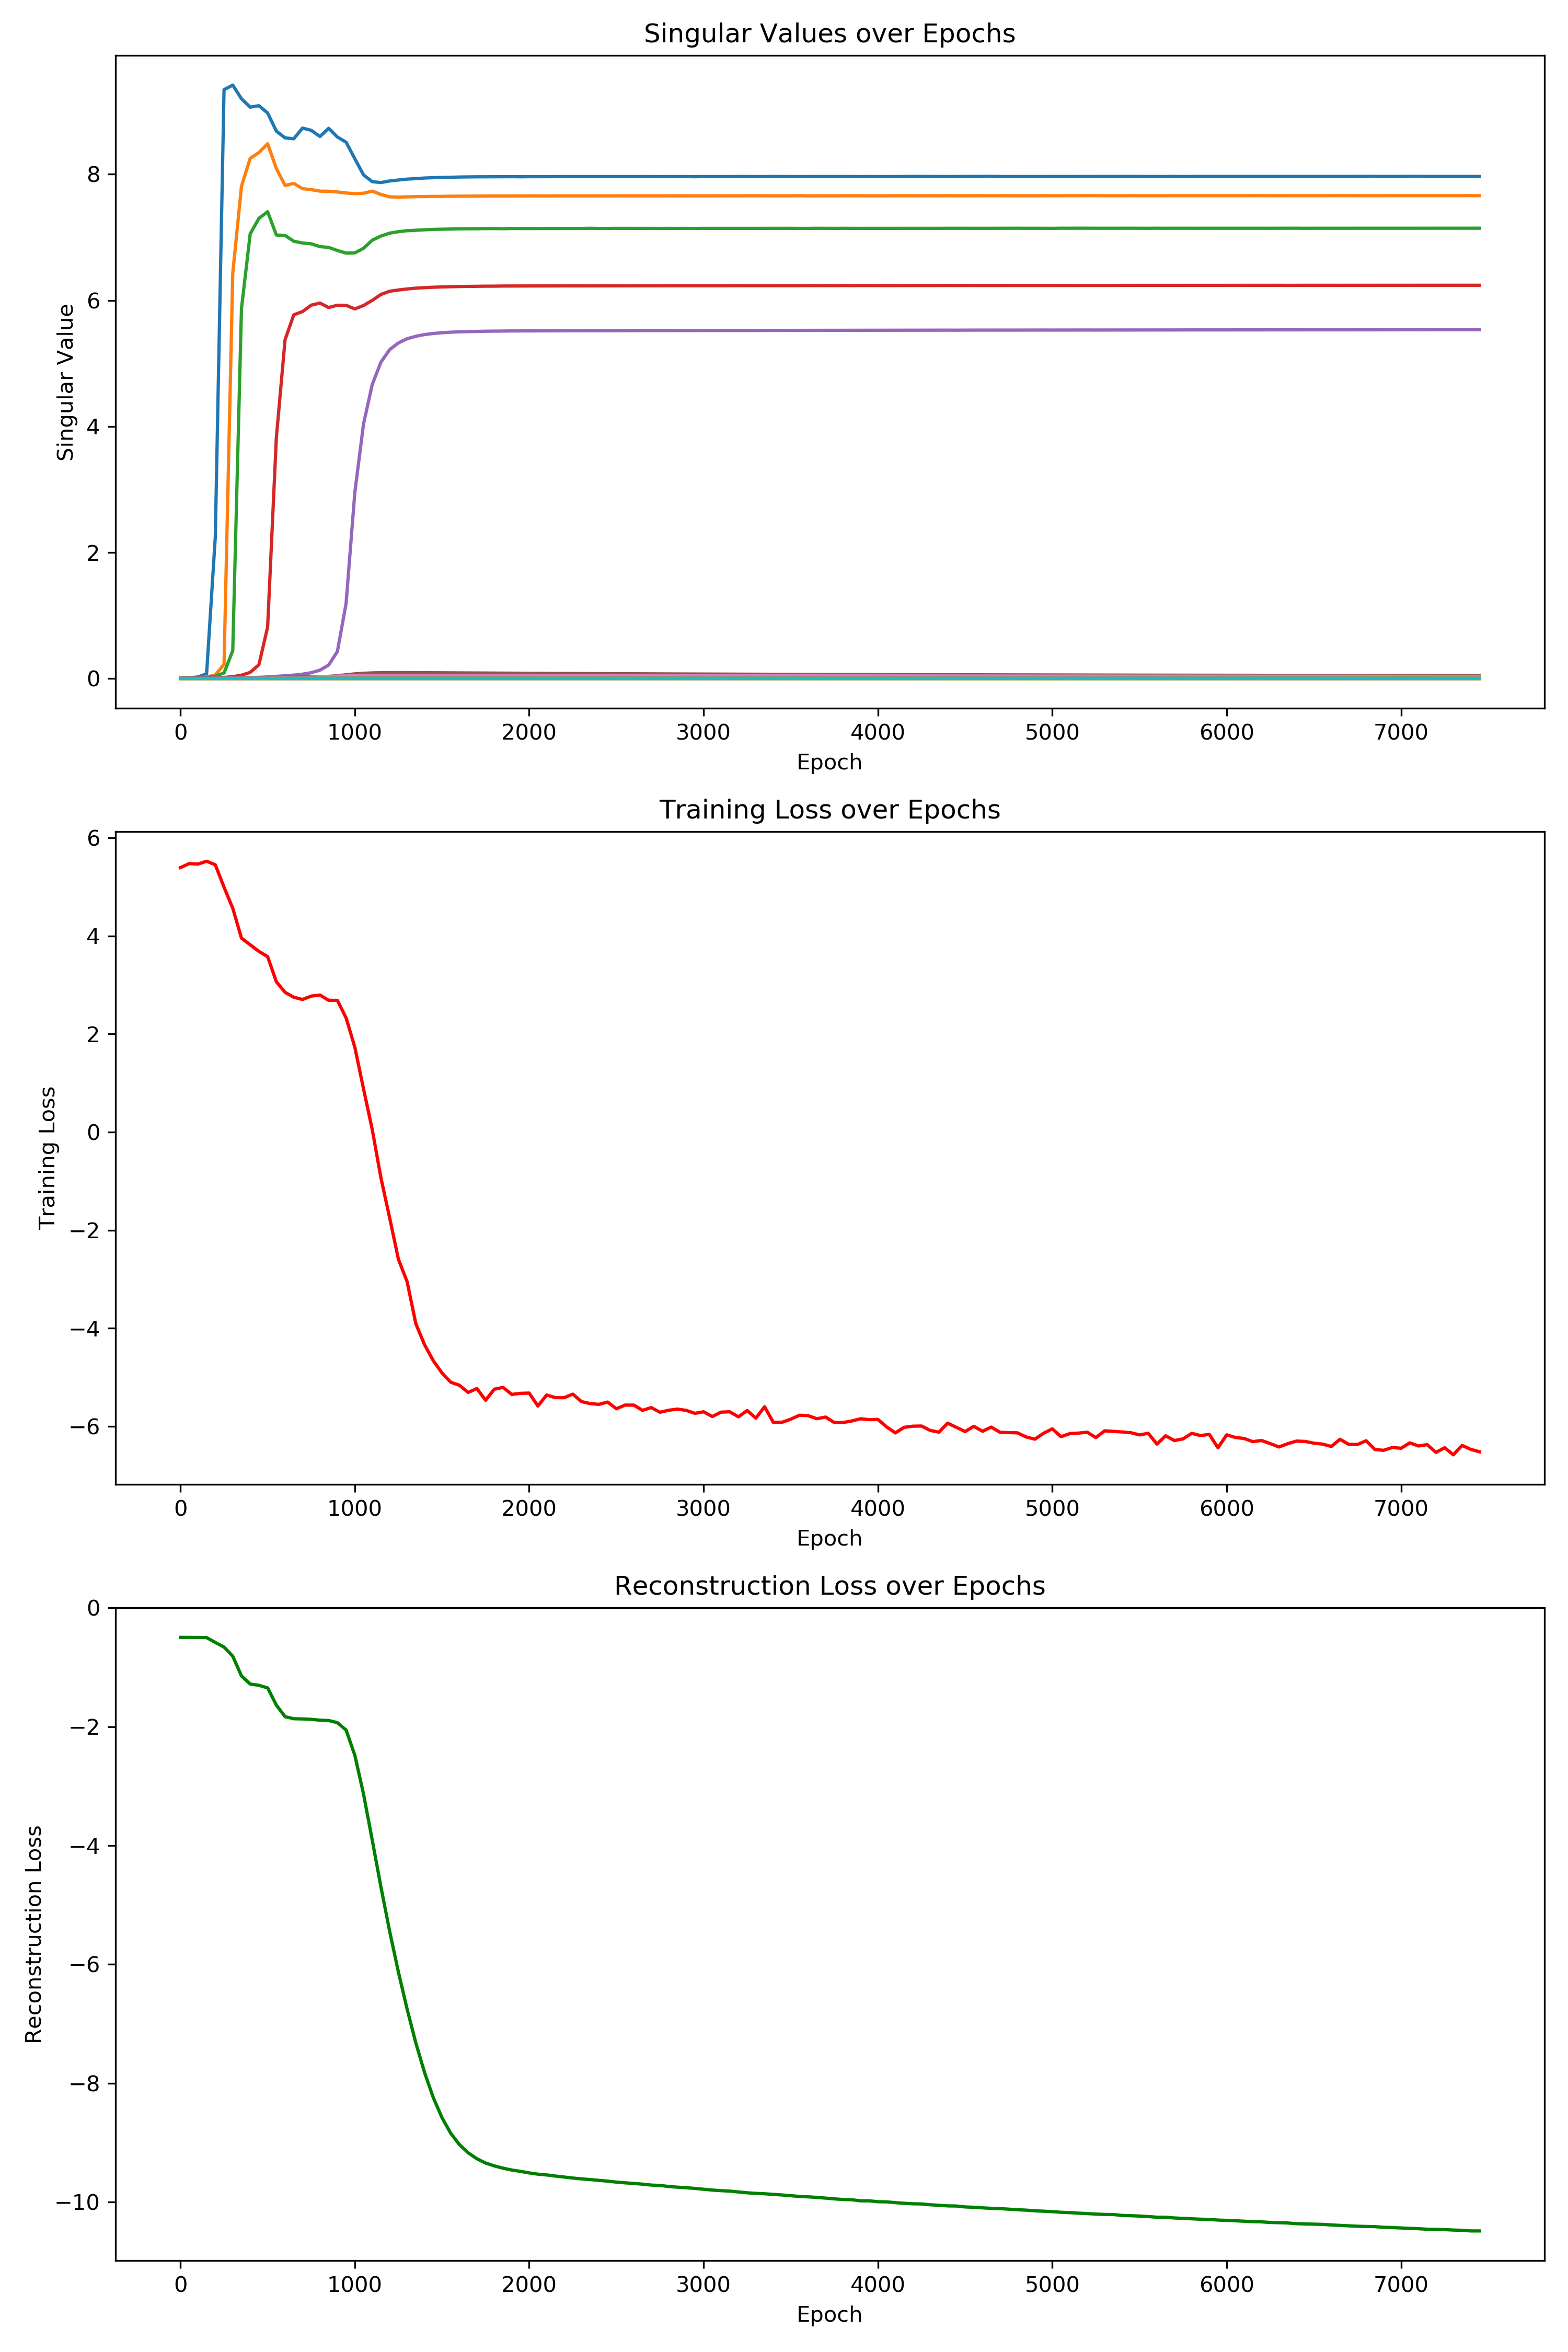 Singular Values over Epochs
Singular Value
8
6
4
2
0
0 1000 2000 3000 4000 5000 6000 7000
Epoch
Training Loss over Epochs
Training Loss
6
4
2
0
−2
−4
−6
0 1000 2000 3000 4000 5000 6000 7000
Epoch
Reconstruction Loss over Epochs
Reconstruction Loss
0
−2
−4
−6
−8
−10
0 1000 2000 3000 4000 5000 6000 7000
Epoch